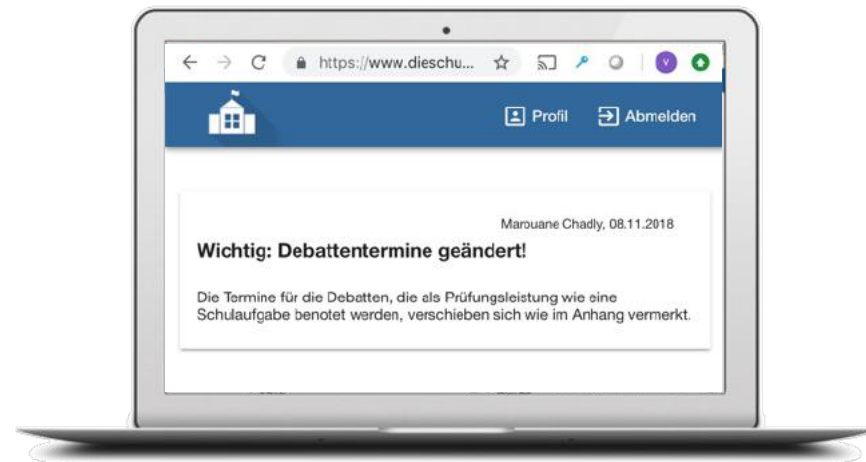 https://www.dieschu...
V
Profil
Abmelden
Marouane Chadly, 08.11.2018
Wichtig: Debattentermine geändert!
Die Termine für die Debatten, die als Prüfungsleistung wie eine
Schulaufgabe benotet werden, verschieben sich wie im Anhang vermerkt.